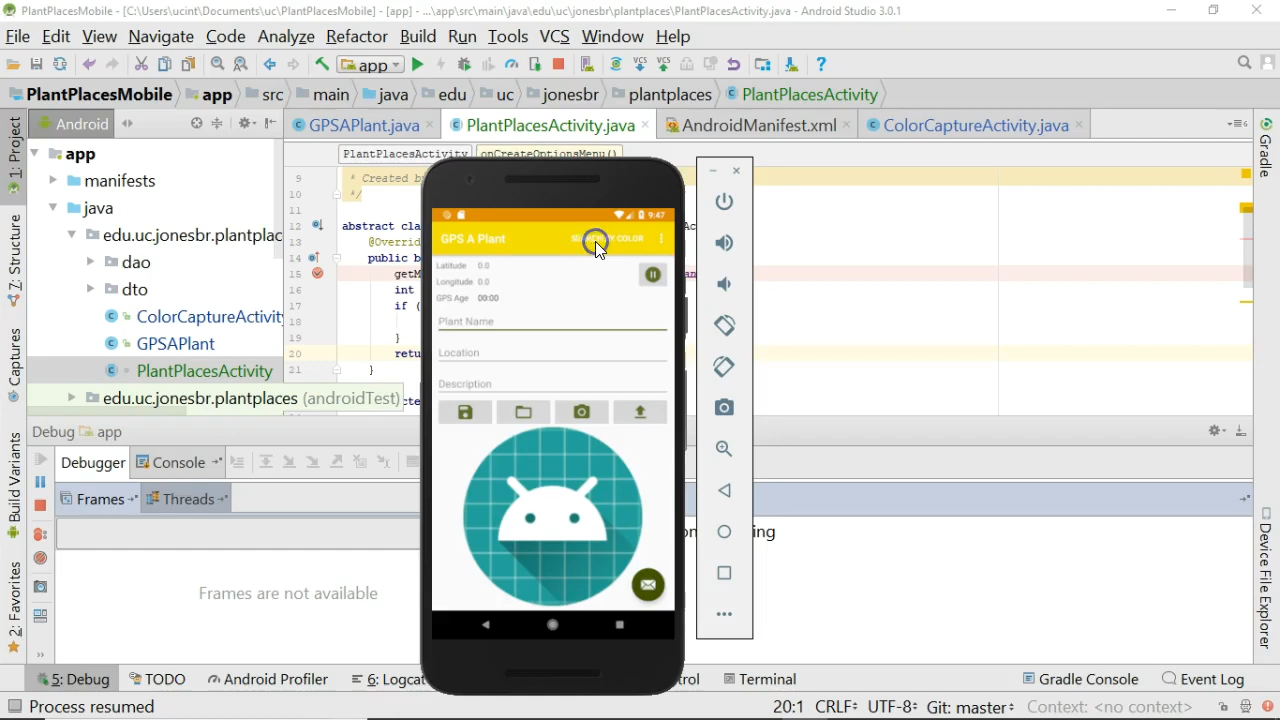 PlantPlacesMobile - [C:\Users\ucint\Documents\uc\PlantPlacesMobile] - [app] - ...\app\src\main\java\edu\uc\jonesbr\plantplaces\PlantPlacesActivity.java - Android Studio 3.0.1
File Edit View Navigate Code Analyze Refactor Build Run Tools VCS Window Help
app VCS VCS ?
PlantPlacesMobile app src main java edu uc jonesbr plantplaces PlantPlacesActivity
Android GPSAPlant.java PlantPlacesActivity.java AndroidManifest.xml ColorCaptureActivity.java
PlantPlacesActivity onCreateOptionsMenu()
1: Project
7: Structure
Captures
Build Variants
2: Favorites
app
manifests
java
edu.uc.jonesbr.plantplac
dao
dto
ColorCaptureActivit
GPSAPlant
PlantPlacesActivity
edu.uc.jonesbr.plantplaces (androidTest)
9 * Created b
10 */
11
12 abstract cla
13 @Overrid
14 public b
15 getM
16 int
17 if (
18
19 }
20 retu
21 }
9:47
GPS A Plant
COLOR
Latitude 0.0
Longitude 0.0
GPS Age 00:00
Plant Name
Location
Description
Debug app
Debugger Console
Frames Threads
Frames are not available
ing
Gradle
Device File Explorer
5: Debug TODO Android Profiler 6: Logca trol Terminal Gradle Console Event Log
Process resumed 20:1 CRLF UTF-8 Git: master Context: <no context>